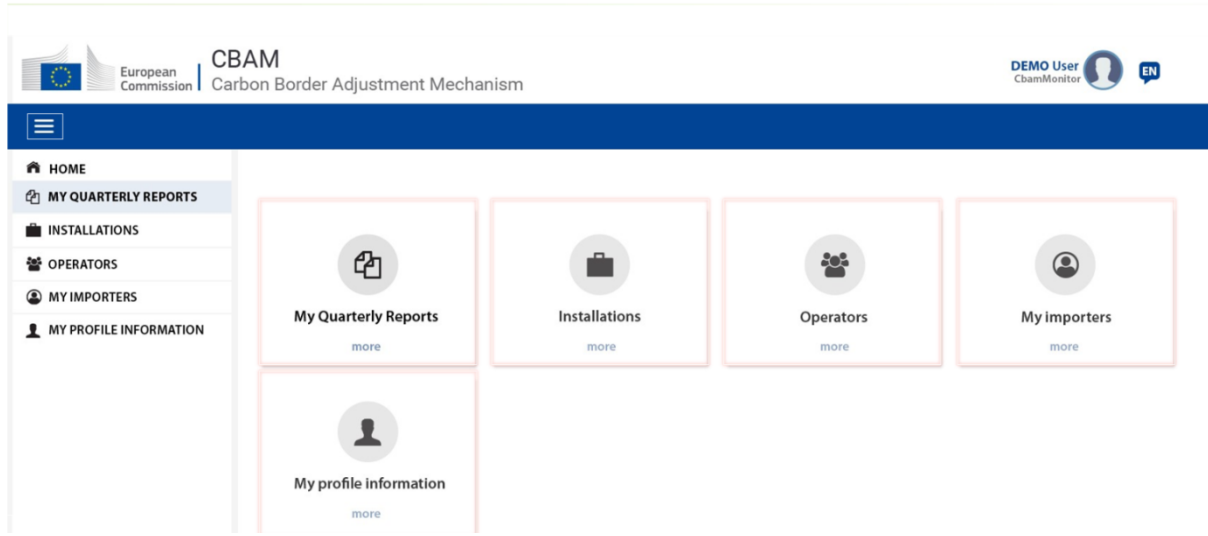 European
Commission
CBAM
Carbon Border Adjustment Mechanism
DEMO User
CbamMonitor
EN
HOME
MY QUARTERLY REPORTS
INSTALLATIONS
OPERATORS
MY IMPORTERS
MY PROFILE INFORMATION
My Quarterly Reports
more
Installations
more
Operators
more
My importers
more
My profile information
more